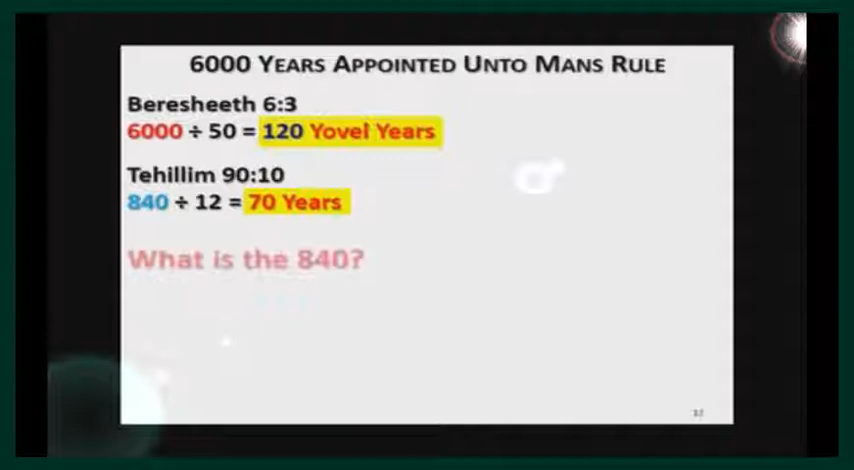 6000 Years Appointed Unto Mans Rule
Beresheeth 6:3
6000 ÷ 50 = 120 Yovel Years
Tehillim 90:10
840 ÷ 12 = 70 Years
What is the 840?